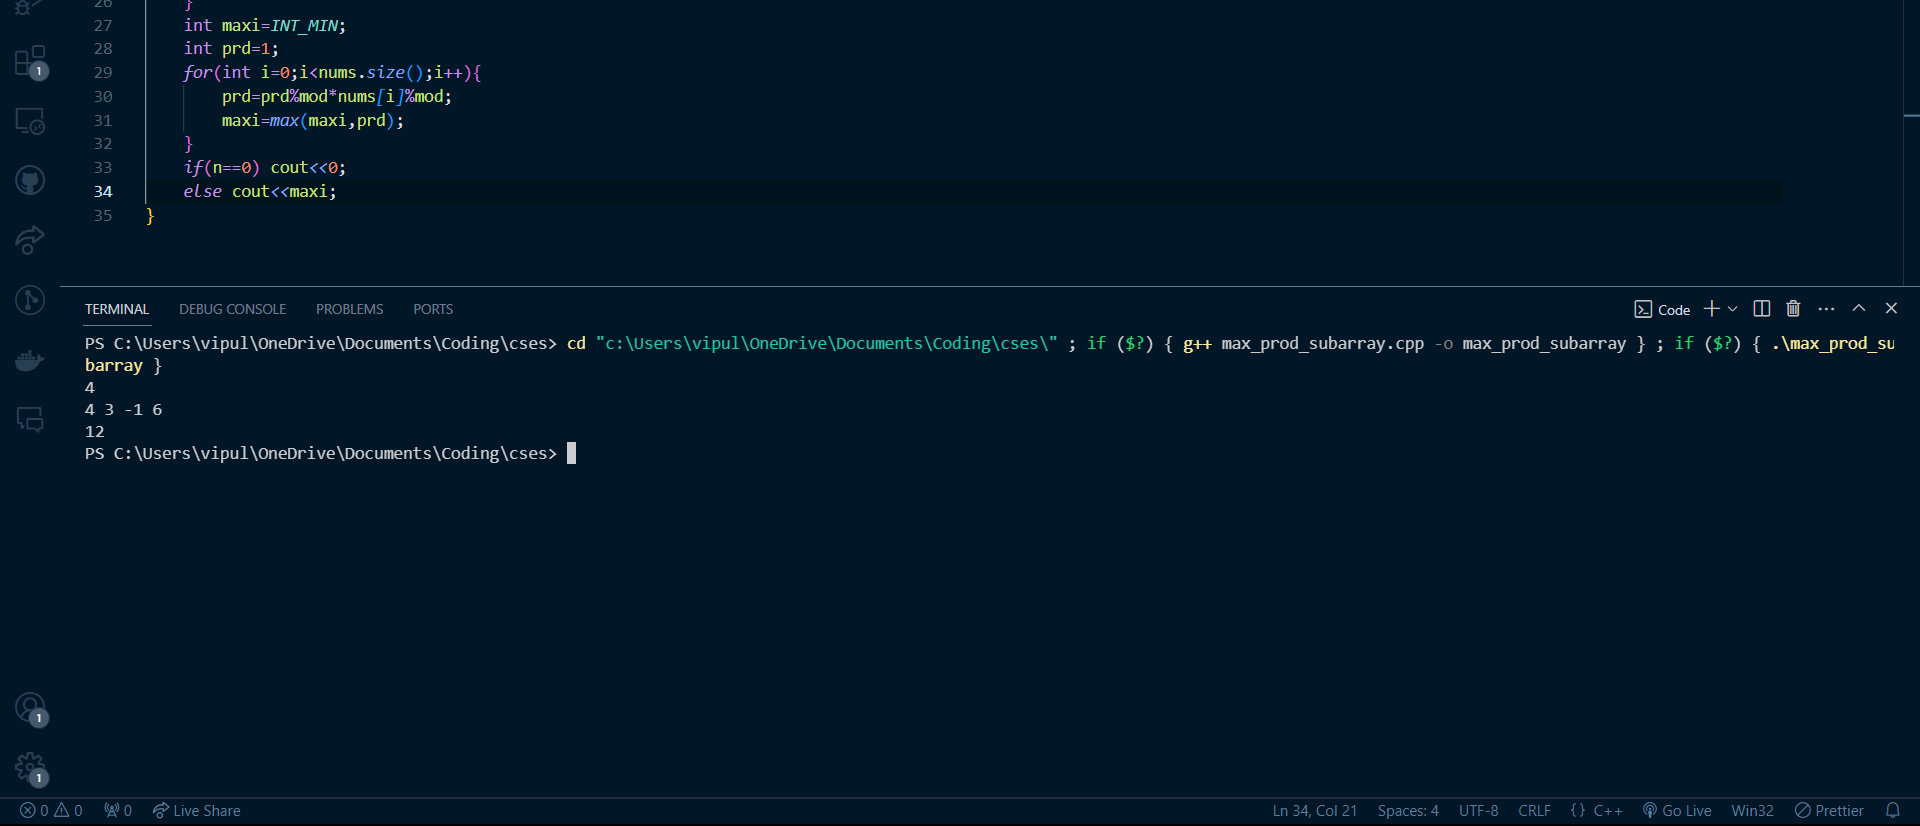 26 }
27 int maxi=INT_MIN;
28 int prd=1;
29 for(int i=0;i<nums.size();i++){
30 prd=prd%mod*nums[i]%mod;
31 maxi=max(maxi,prd);
32 }
33 if(n==0) cout<<0;
34 else cout<<maxi;
35 }
1
TERMINAL DEBUG CONSOLE PROBLEMS PORTS Code
PS C:\Users\vipul\OneDrive\Documents\Coding\cses> cd "c:\Users\vipul\OneDrive\Documents\Coding\cses\" ; if ($?) { g++ max_prod_subarray.cpp -o max_prod_subarray } ; if ($?) { .\max_prod_su
barray }
4
4 3 -1 6
12
PS C:\Users\vipul\OneDrive\Documents\Coding\cses>
1
1
0 0 0 Live Share Ln 34, Col 21 Spaces: 4 UTF-8 CRLF {} C++ Go Live Win32 Prettier